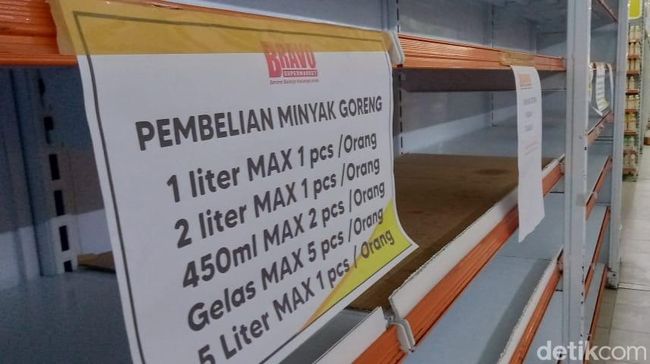 BRAVO
SUPERMARKET
PEMBELIAN MINYAK GORENG
1 liter MAX 1 pcs /Orang
2 liter MAX 1 pcs /Orang
450ml MAX 2 pcs /Orang
Gelas MAX 5 pcs /Orang
5 Liter MAX 1 pcs /Orang
detikcom